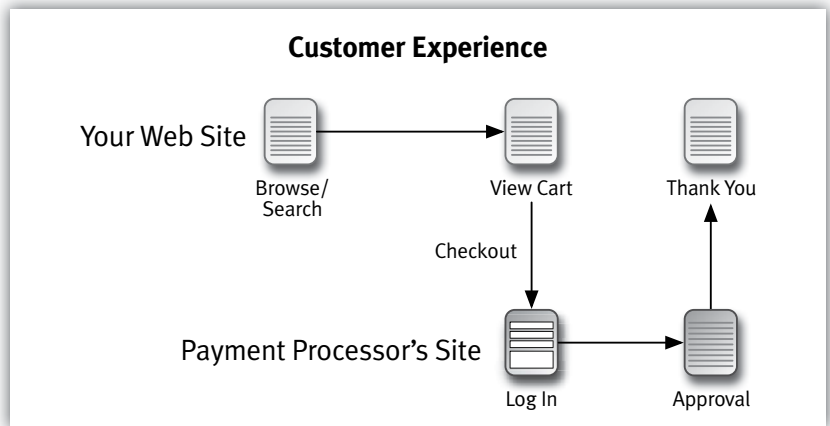 Customer Experience
Your Web Site
Browse/
Search
View Cart
Thank You
Checkout
Payment Processor’s Site
Log In
Approval